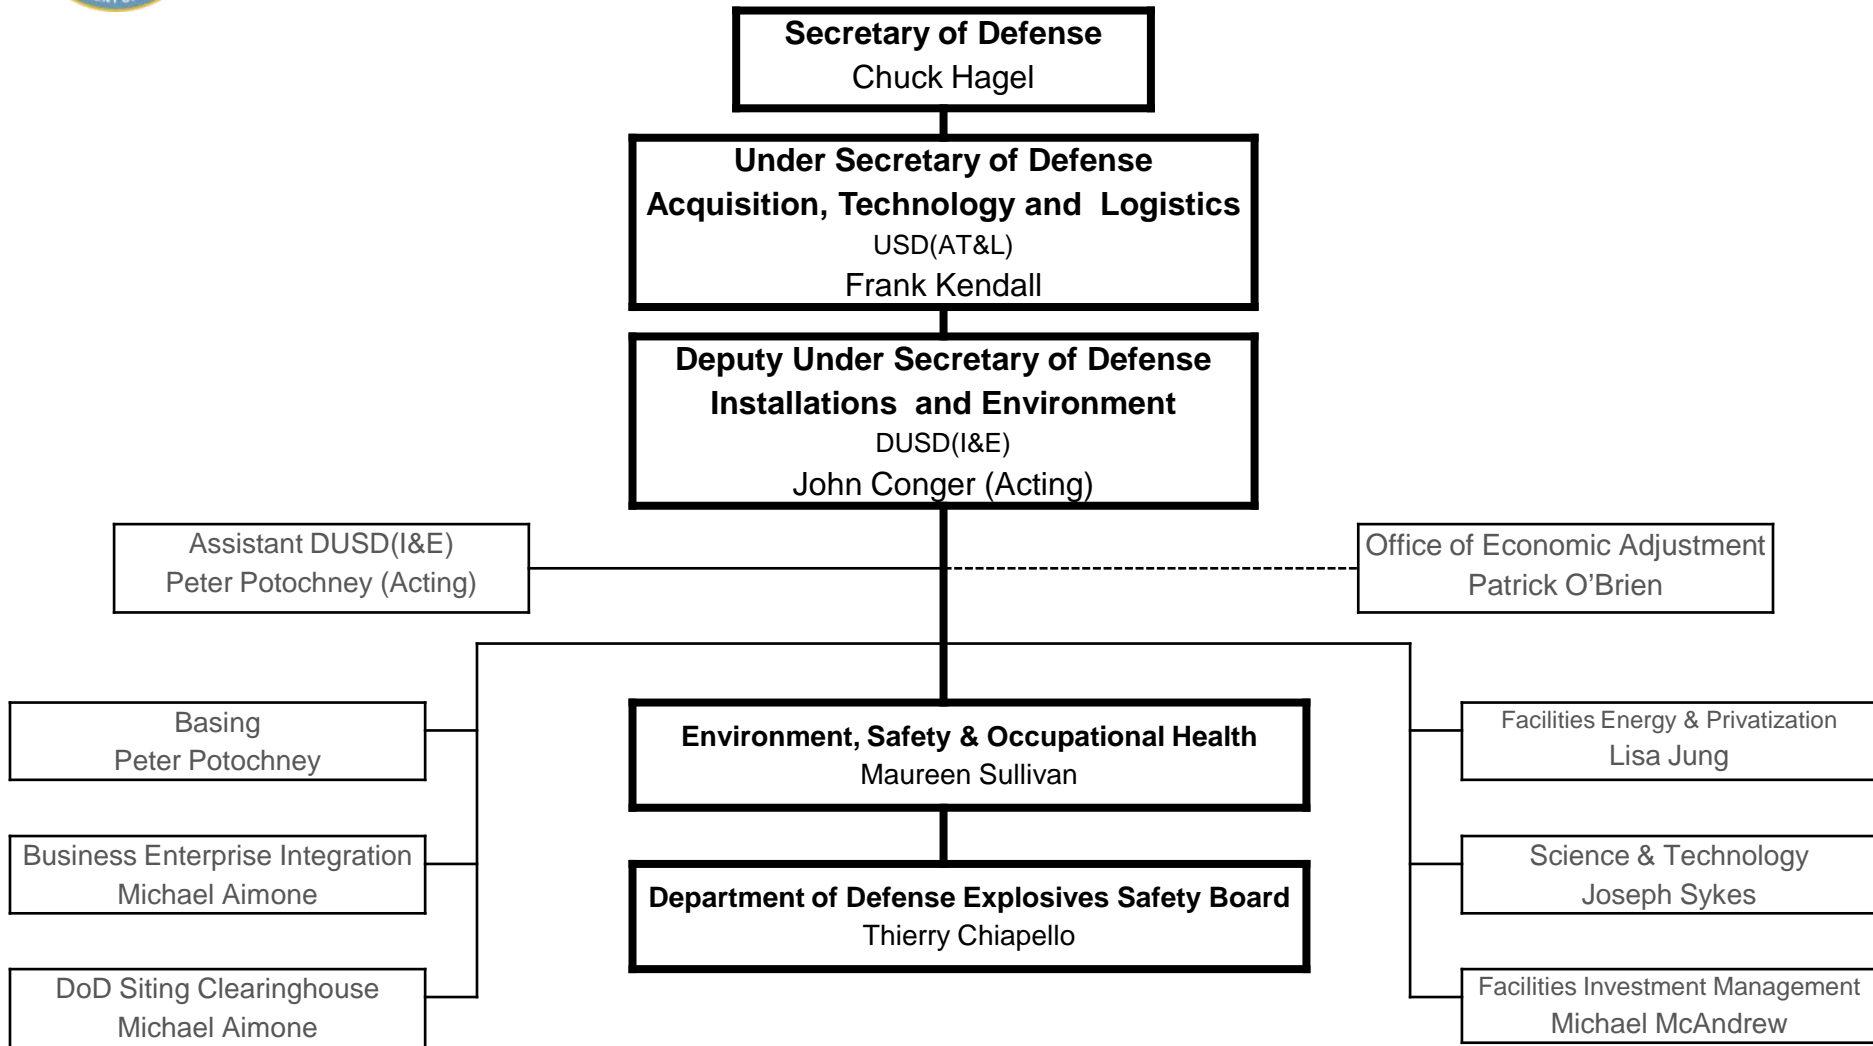 Secretary of Defense
Chuck Hagel
Under Secretary of Defense
Acquisition, Technology and Logistics
USD(AT&L)
Frank Kendall
Deputy Under Secretary of Defense
Installations and Environment
DUSD(I&E)
John Conger (Acting)
Assistant DUSD(I&E)
Peter Potochney (Acting)
Office of Economic Adjustment
Patrick O’Brien
Basing
Peter Potochney
Environment, Safety & Occupational Health
Maureen Sullivan
Facilities Energy & Privatization
Lisa Jung
Business Enterprise Integration
Michael Aimone
Department of Defense Explosives Safety Board
Thierry Chiapello
Science & Technology
Joseph Sykes
DoD Siting Clearinghouse
Michael Aimone
Facilities Investment Management
Michael McAndrew